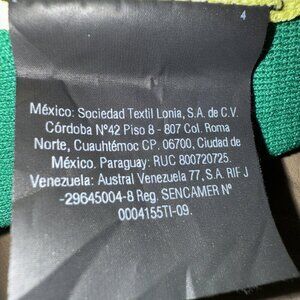 4
México: Sociedad Textil Lonia, S.A. de C.V.
Córdoba Nº42 Piso 8 - 807 Col. Roma
Norte, Cuauhtémoc CP. 06700, Ciudad de
México. Paraguay: RUC 800720725.
Venezuela: Austral Venezuela 77, S.A. RIF J
-29645004-8 Reg. SENCAMER Nº
0004155TI-09.